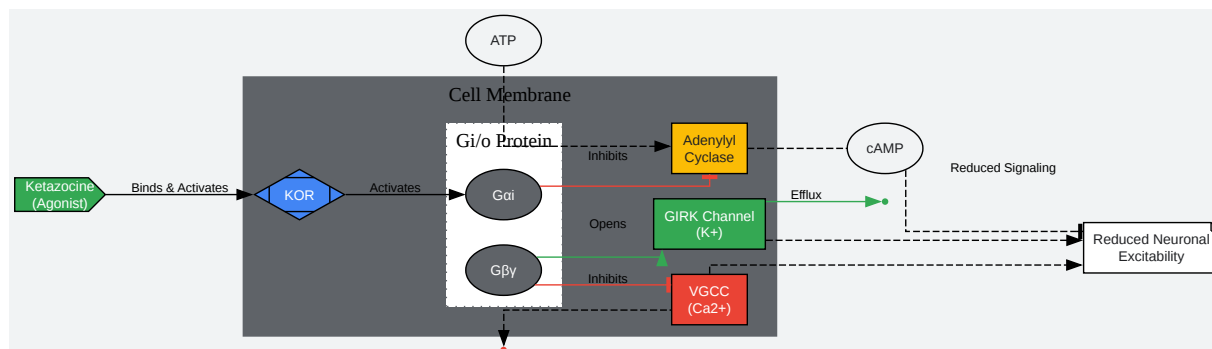 ATP
Cell Membrane
Gi/o Protein
Adenylyl
Cyclase
Inhibits
cAMP
Reduced Signaling
Ketazocine
(Agonist)
Binds & Activates
KOR
Activates
Gαi
Efflux
GIRK Channel
(K+)
Opens
Reduced Neuronal
Excitability
Gβγ
Inhibits
VGCC
(Ca2+)